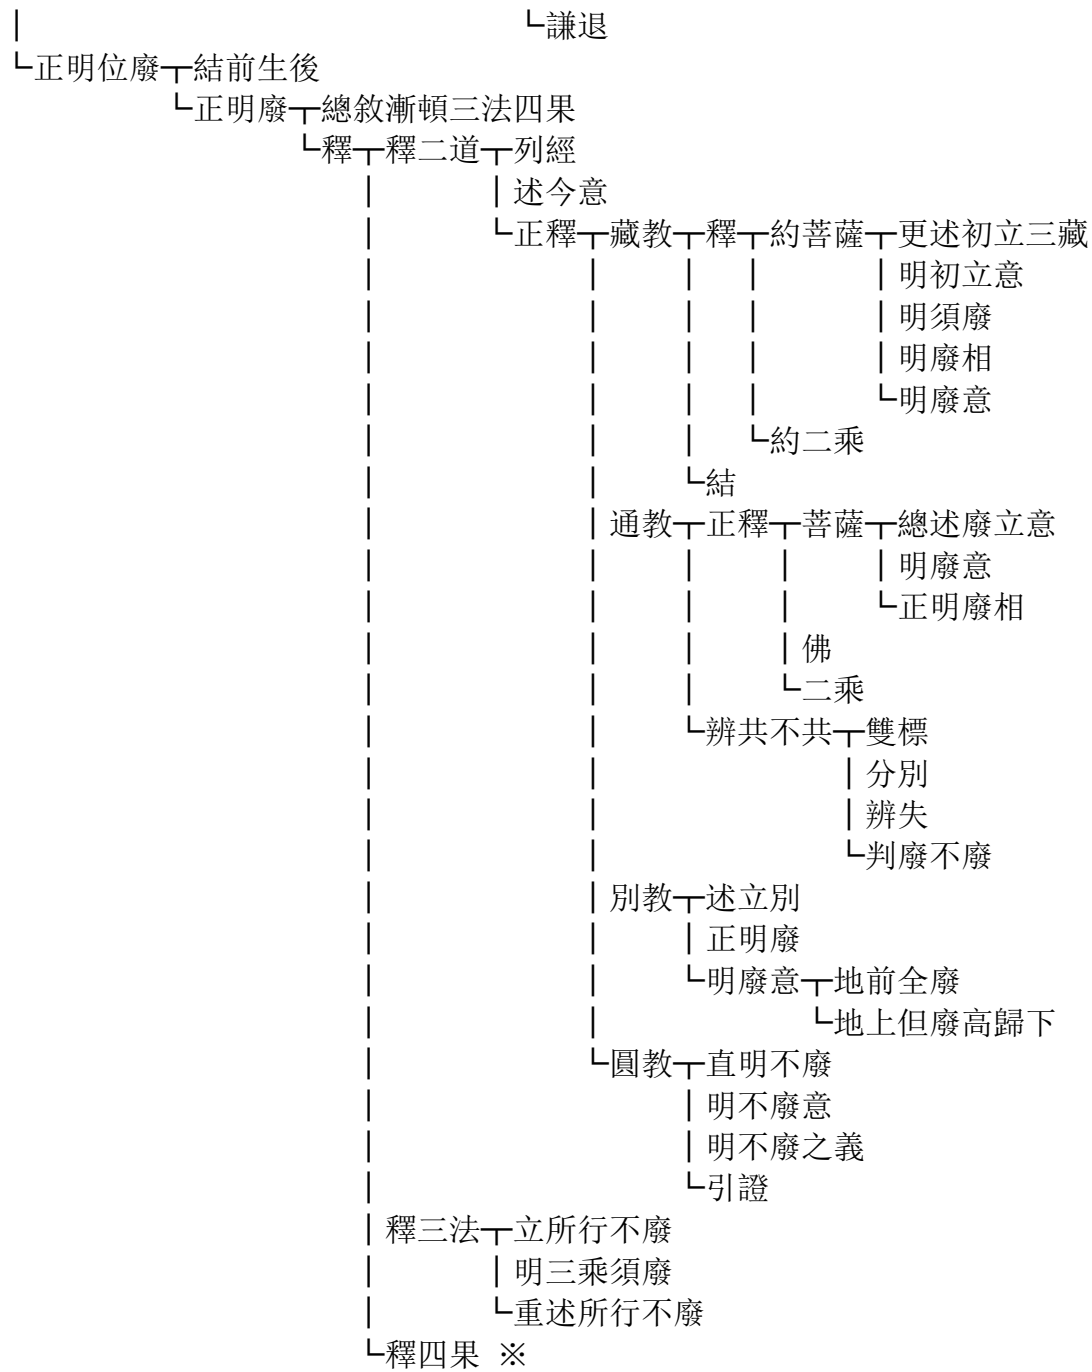 │　　　　　　　　　　　　　　　└謙退
└正明位廢┬結前生後
　　　　　└正明廢┬總敘漸頓三法四果
　　　　　　　　　└釋┬釋二道┬列經
　　　　　　　　　　　│　　　│述今意
　　　　　　　　　　　│　　　└正釋┬藏教┬釋┬約菩薩┬更述初立三藏
　　　　　　　　　　　│　　　　　　│　　│　│　　　│明初立意
　　　　　　　　　　　│　　　　　　│　　│　│　　　│明須廢
　　　　　　　　　　　│　　　　　　│　　│　│　　　│明廢相
　　　　　　　　　　　│　　　　　　│　　│　│　　　└明廢意
　　　　　　　　　　　│　　　　　　│　　│　└約二乘
　　　　　　　　　　　│　　　　　　│　　└結
　　　　　　　　　　　│　　　　　　│通教┬正釋┬菩薩┬總述廢立意
　　　　　　　　　　　│　　　　　　│　　│　　│　　│明廢意
　　　　　　　　　　　│　　　　　　│　　│　　│　　└正明廢相
　　　　　　　　　　　│　　　　　　│　　│　　│佛
　　　　　　　　　　　│　　　　　　│　　│　　└二乘
　　　　　　　　　　　│　　　　　　│　　└辨共不共┬雙標
　　　　　　　　　　　│　　　　　　│　　　　　　　│分別
　　　　　　　　　　　│　　　　　　│　　　　　　　│辨失
　　　　　　　　　　　│　　　　　　│　　　　　　　└判廢不廢
　　　　　　　　　　　│　　　　　　│別教┬述立別
　　　　　　　　　　　│　　　　　　│　　│正明廢
　　　　　　　　　　　│　　　　　　│　　└明廢意┬地前全廢
　　　　　　　　　　　│　　　　　　│　　　　　　└地上但廢高歸下
　　　　　　　　　　　│　　　　　　└圓教┬直明不廢
　　　　　　　　　　　│　　　　　　　　　│明不廢意
　　　　　　　　　　　│　　　　　　　　　│明不廢之義
　　　　　　　　　　　│　　　　　　　　　└引證
　　　　　　　　　　　│釋三法┬立所行不廢
　　　　　　　　　　　│　　　│明三乘須廢
　　　　　　　　　　　│　　　└重述所行不廢
　　　　　　　　　　　└釋四果 ※